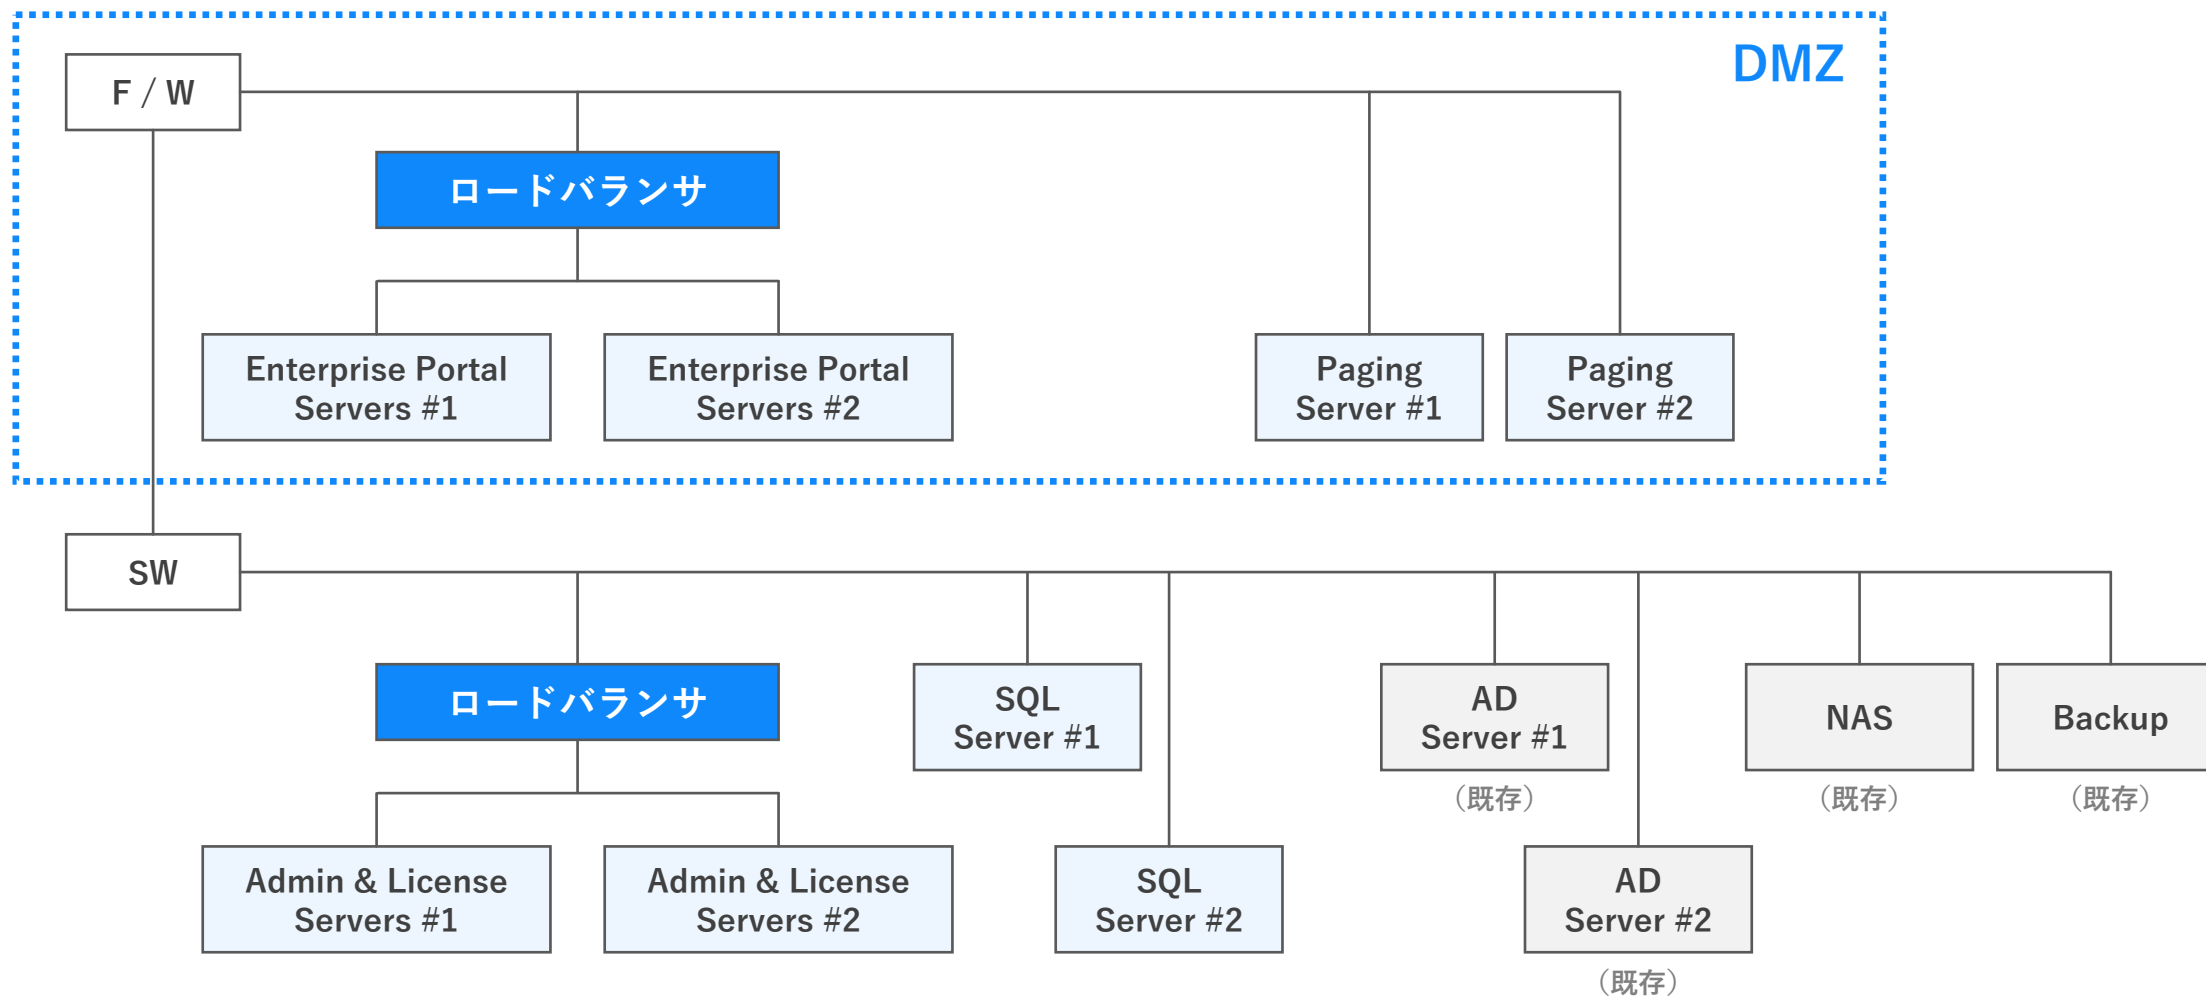 DMZ
F / W
ロードバランサ
Enterprise Portal
Servers #1
Enterprise Portal
Servers #2
Paging
Server #1
Paging
Server #2
SW
ロードバランサ
SQL
Server #1
AD
Server #1
（既存）
NAS
（既存）
Backup
（既存）
Admin & License
Servers #1
Admin & License
Servers #2
SQL
Server #2
AD
Server #2
（既存）